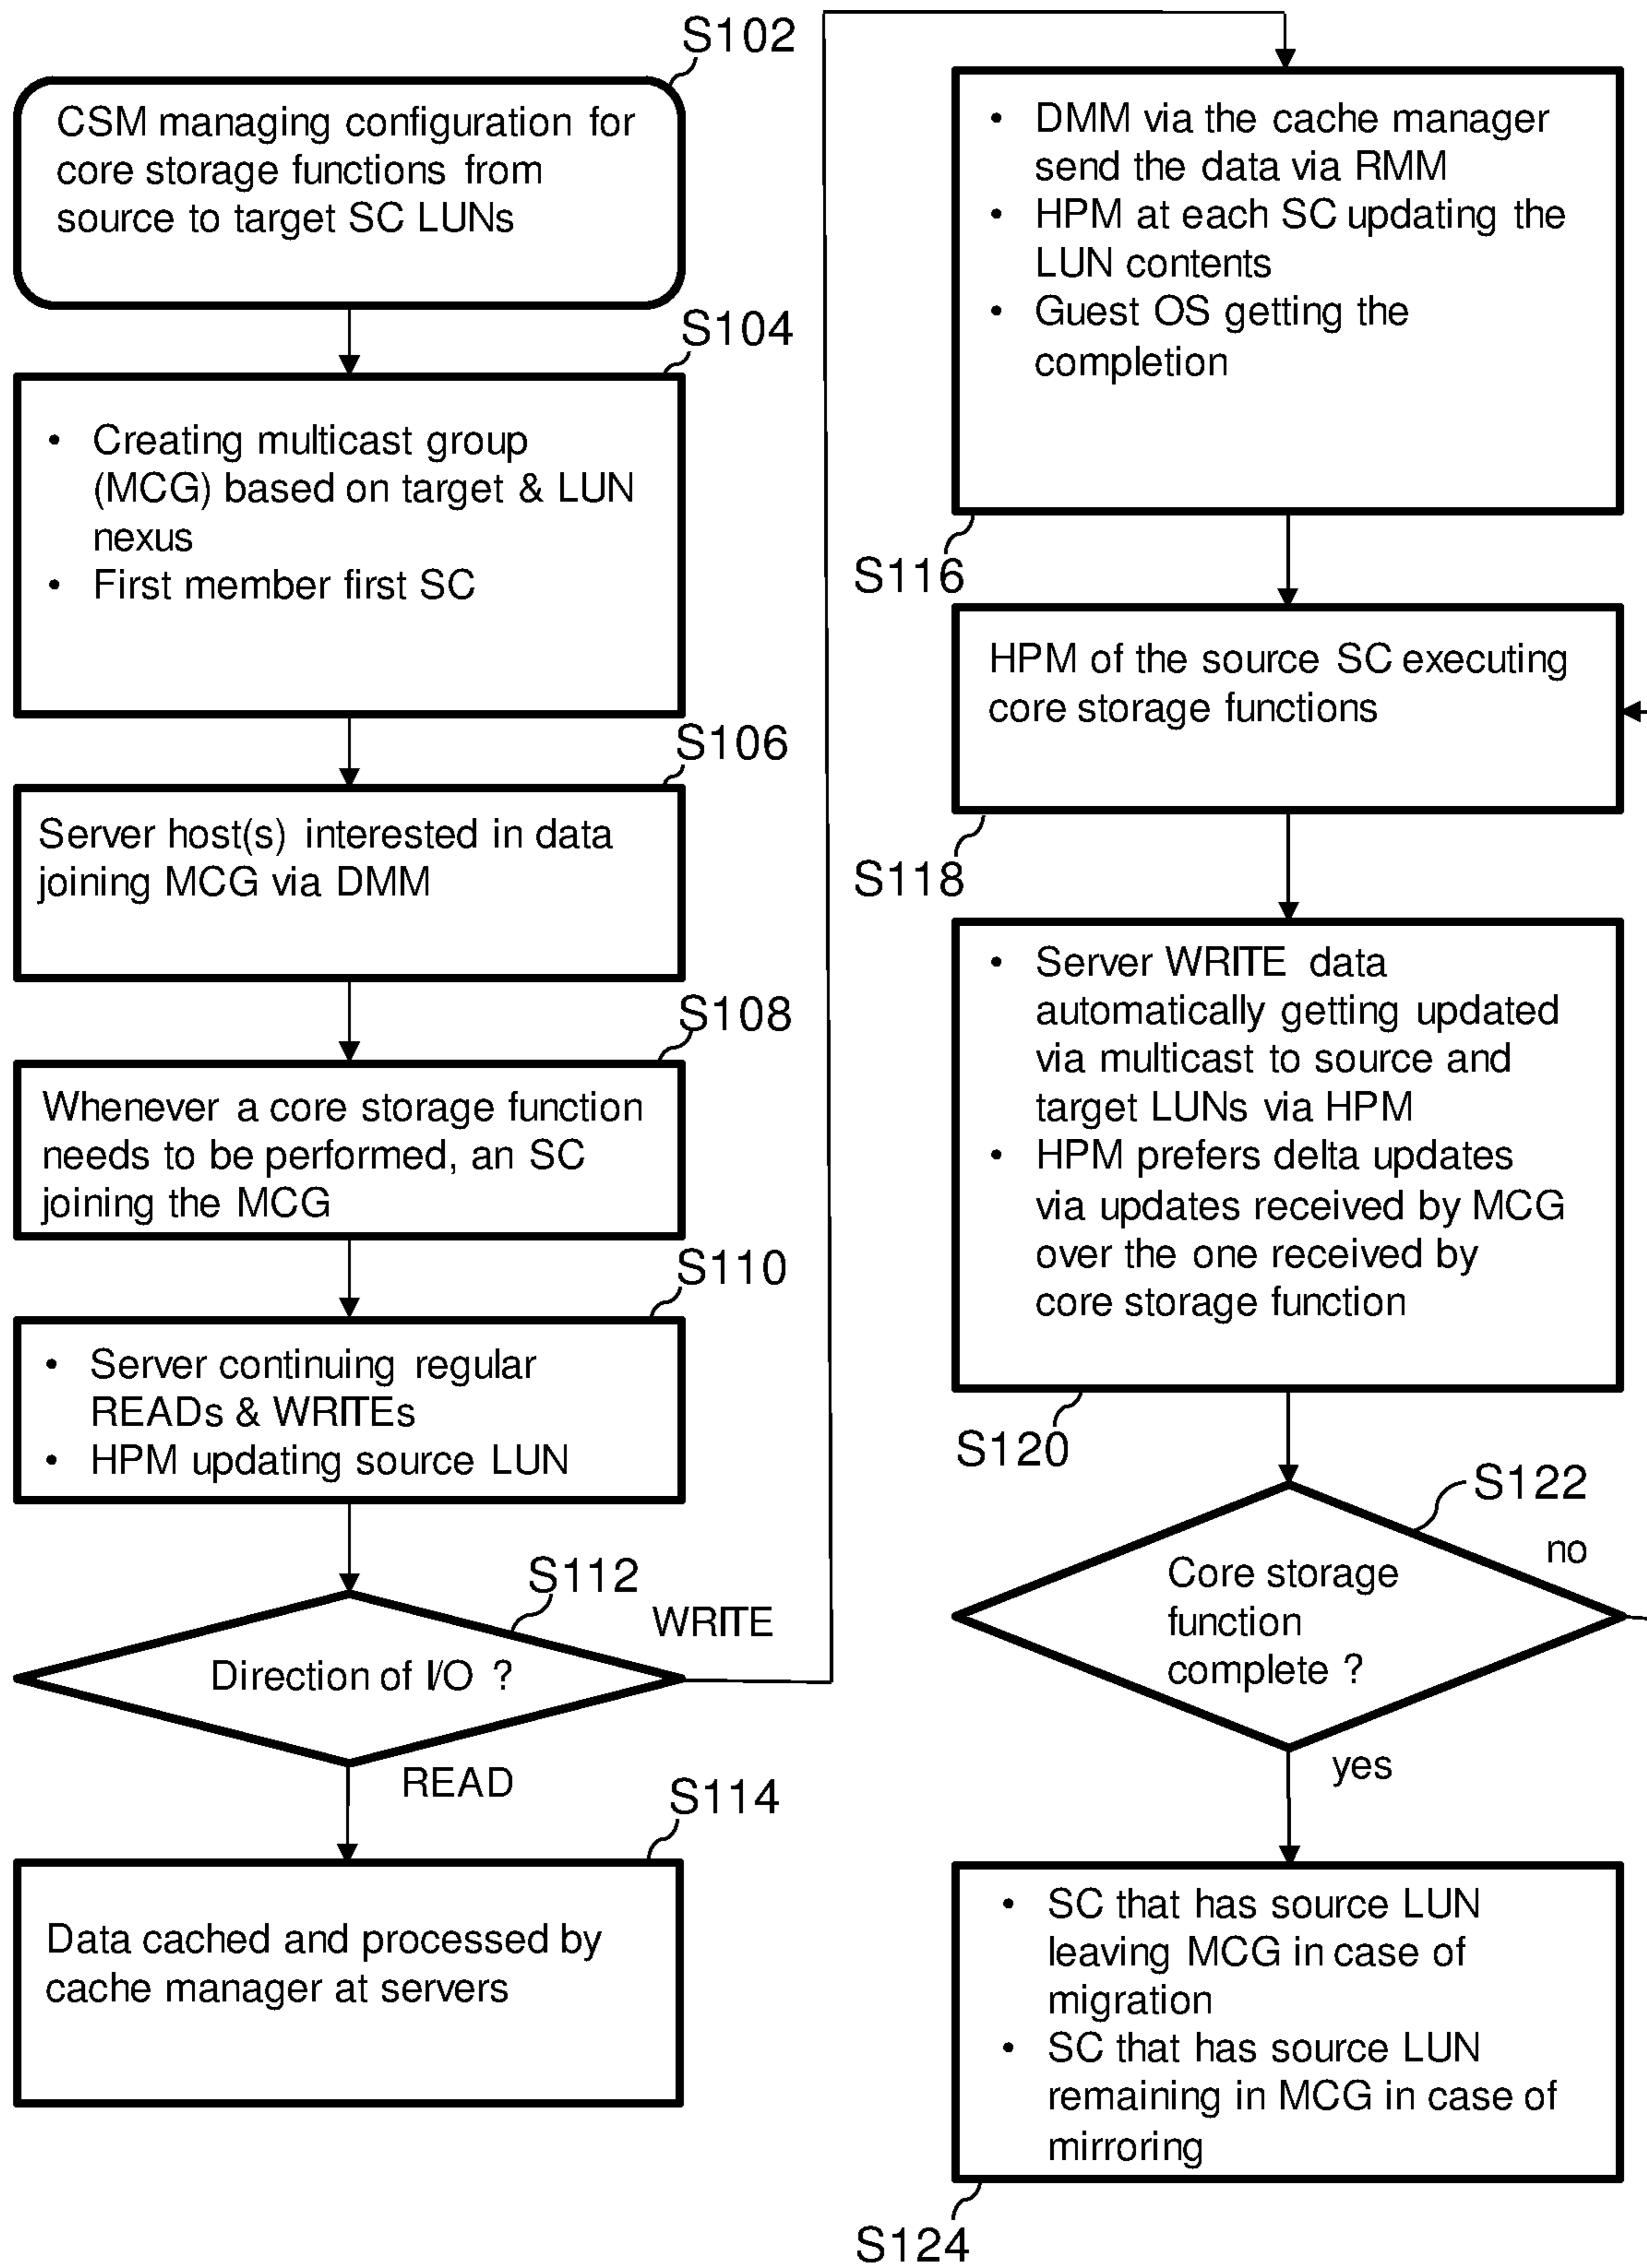 S102
CSM managing configuration for
core storage functions from
source to target SC LUNs
S104
• Creating multicast group
(MCG) based on target & LUN
nexus
• First member first SC
S106
Server host(s) interested in data
joining MCG via DMM
S108
Whenever a core storage function
needs to be performed, an SC
joining the MCG
S110
• Server continuing regular
READs & WRITEs
• HPM updating source LUN
S112
WRITE
Direction of I/O ?
READ
S114
Data cached and processed by
cache manager at servers
• DMM via the cache manager
send the data via RMM
• HPM at each SC updating the
LUN contents
• Guest OS getting the
completion
S116
HPM of the source SC executing
core storage functions
S118
• Server WRITE data
automatically getting updated
via multicast to source and
target LUNs via HPM
• HPM prefers delta updates
via updates received by MCG
over the one received by
core storage function
S120
S122
no
Core storage
function
complete ?
yes
• SC that has source LUN
leaving MCG in case of
migration
• SC that has source LUN
remaining in MCG in case of
mirroring
S124